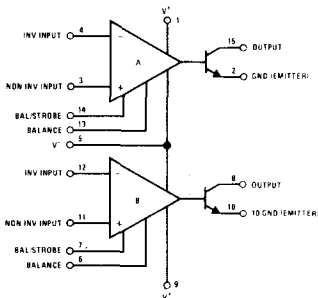 V+
1
INV INPUT 4
15 OUTPUT
A
NON INV INPUT 3
2 GND (EMITTER)
BAL/STROBE 14
BALANCE 13
V- 5
INV INPUT 12
8 OUTPUT
B
NON INV INPUT 11
10 10 GND (EMITTER)
BAL/STROBE 7
BALANCE 6
9
V+